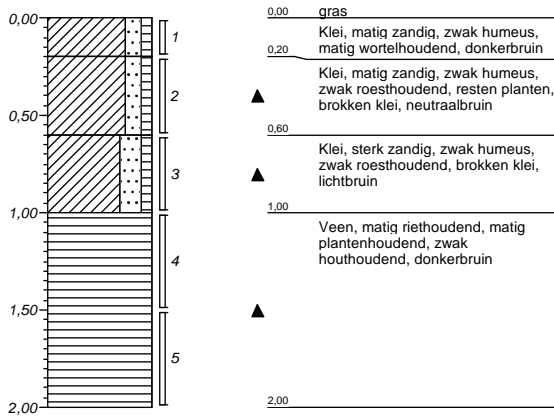 0,00
0,50
1,00
1,50
2,00
1
2
3
4
5
0,00
gras
Klei, matig zandig, zwak humeus,
matig wortelhoudend, donkerbruin
0,20
Klei, matig zandig, zwak humeus,
zwak roesthoudend, resten planten,
brokken klei, neutraalbruin
0,60
Klei, sterk zandig, zwak humeus,
zwak roesthoudend, brokken klei,
lichtbruin
1,00
Veen, matig riethoudend, matig
plantenhoudend, zwak
houthoudend, donkerbruin
2,00